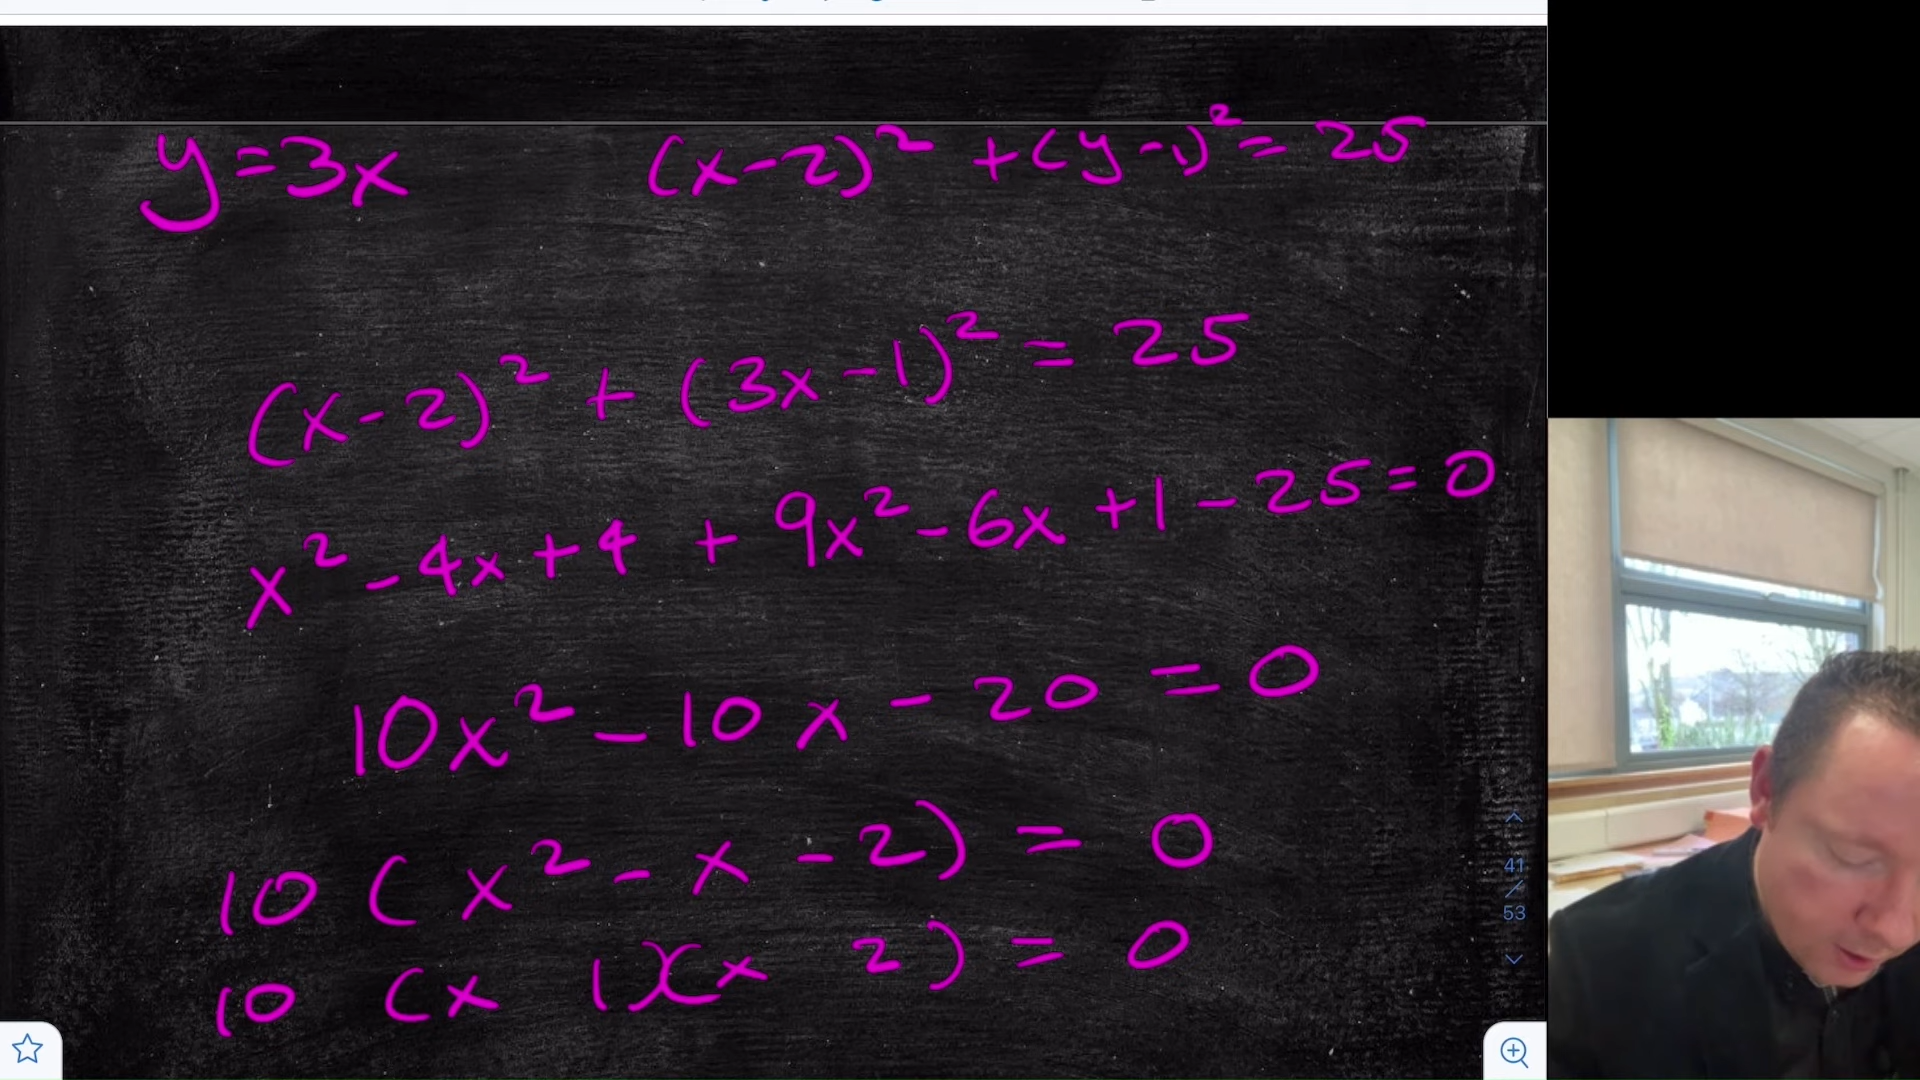 y=3x (x-2)² +(y-1)²= 25
(x-2)² + (3x-1)² = 25
x² -4x+4 + 9x² -6x +1 -25=0
10x² -10x - 20 = 0
10 (x² - x - 2) = 0
10 (x 1)(x 2) = 0
41
/
53